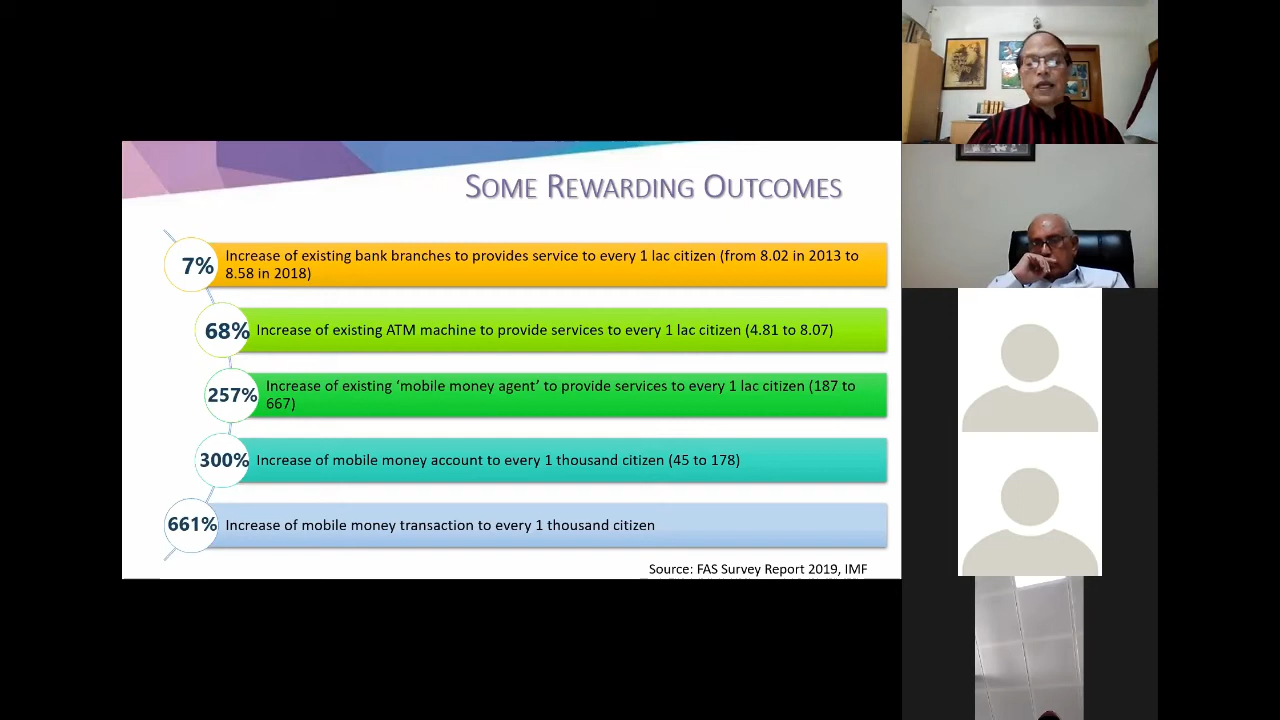 SOME REWARDING OUTCOMES
7%
Increase of existing bank branches to provides service to every 1 lac citizen (from 8.02 in 2013 to
8.58 in 2018)
68%
Increase of existing ATM machine to provide services to every 1 lac citizen (4.81 to 8.07)
257%
Increase of existing ‘mobile money agent’ to provide services to every 1 lac citizen (187 to
667)
300%
Increase of mobile money account to every 1 thousand citizen (45 to 178)
661%
Increase of mobile money transaction to every 1 thousand citizen
Source: FAS Survey Report 2019, IMF